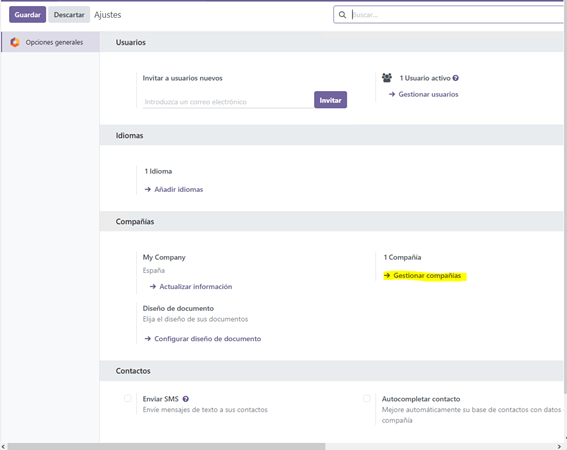 Guardar Descartar Ajustes
Buscar...
Opciones generales
Usuarios
Invitar a usuarios nuevos
Introduzca un correo electrónico Invitar
1 Usuario activo
Gestionar usuarios
Idiomas
1 Idioma
Añadir idiomas
Compañías
My Company
España
Actualizar información
1 Compañía
Gestionar compañías
Diseño de documento
Elija el diseño de sus documentos
Configurar diseño de documento
Contactos
Enviar SMS
Envíe mensajes de texto a sus contactos
Autocompletar contacto
Mejore automáticamente su base de contactos con datos
compañía